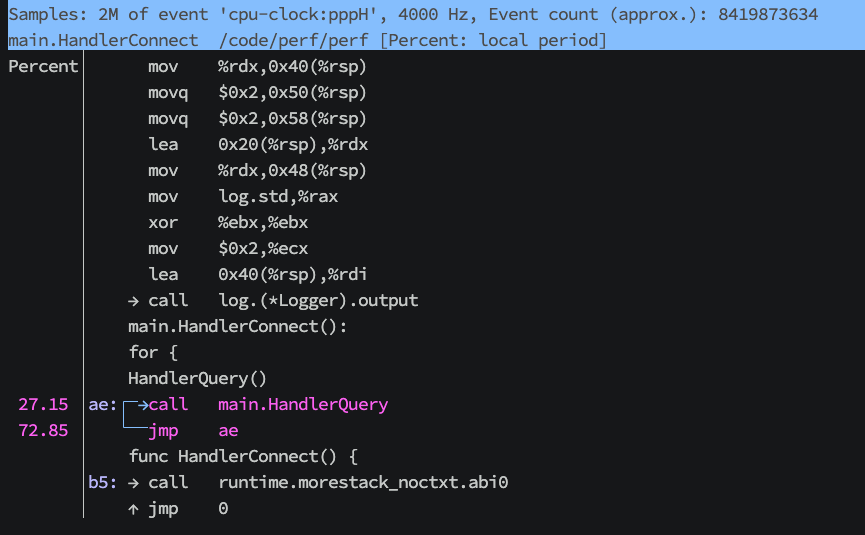 Samples: 2M of event 'cpu-clock:pppH', 4000 Hz, Event count (approx.): 8419873634
main.HandlerConnect  /code/perf/perf [Percent: local period]
Percent      mov    %rdx,0x40(%rsp)
movq   $0x2,0x50(%rsp)
movq   $0x2,0x58(%rsp)
lea    0x20(%rsp),%rdx
mov    %rdx,0x48(%rsp)
mov    log.std,%rax
xor    %ebx,%ebx
mov    $0x2,%ecx
lea    0x40(%rsp),%rdi
→ call   log.(*Logger).output
main.HandlerConnect():
for {
HandlerQuery()
27.15  ae: →call   main.HandlerQuery
72.85      jmp    ae
func HandlerConnect() {
b5: → call   runtime.morestack_noctxt.abi0
↑ jmp    0